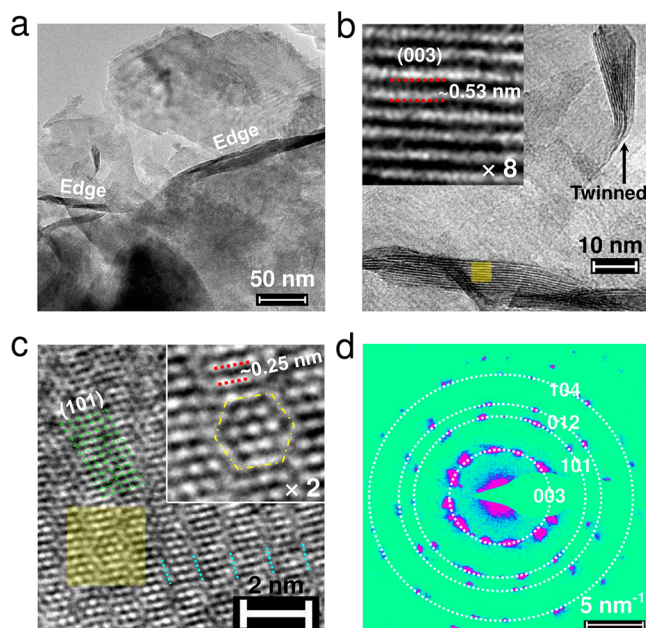 a
Edge
Edge
50 nm
b
(003)
~0.53 nm
× 8
Twinned
10 nm
c
(101)
~0.25 nm
× 2
2 nm
d
104
012
101
003
5 nm⁻¹